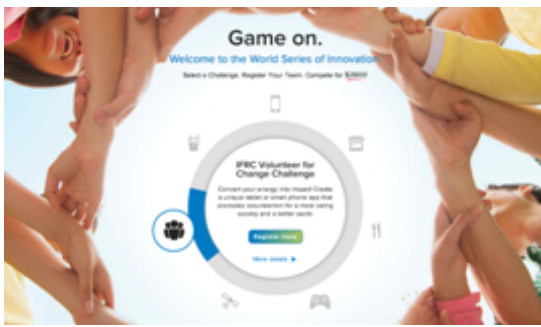 Game on.
Welcome to the World Series of Innovation
Select a Challenge. Register Your Team. Compete for $2500!
IFRC Volunteer for
Change Challenge
Convert your energy into impact! Create
a unique tablet or smart phone app that
promotes volunteerism for a more caring
society and a better world.
Register Here
More details